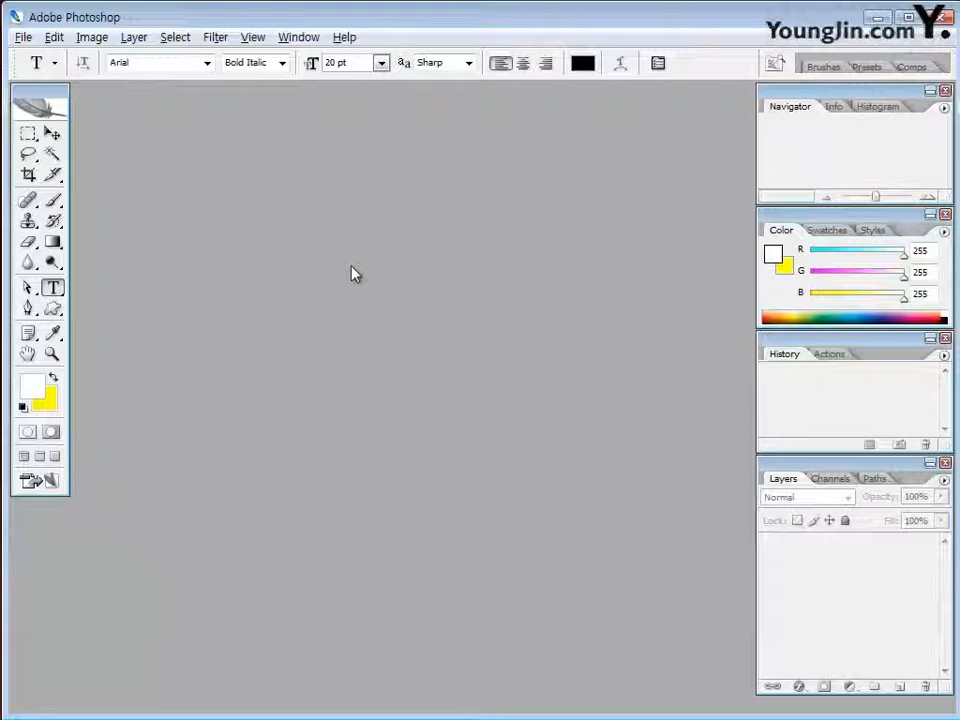 Adobe Photoshop
YoungJin.com Y.
File Edit Image Layer Select Filter View Window Help
T T Arial Bold Italic T 20 pt aa Sharp Brushes Presets Comps
Navigator Info Histogram
Color Swatches Styles
R 255
G 255
B 255
T
History Actions
Layers Channels Paths
Normal Opacity: 100%
Lock: Fill: 100%